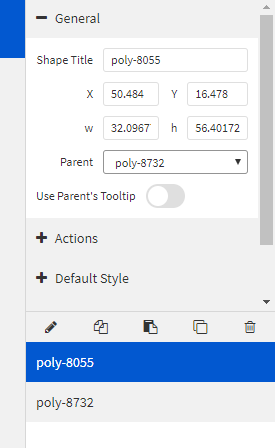 General
Shape Title poly-8055
X 50.484 Y 16.478
w 32.0967 h 56.40172
Parent poly-8732
Use Parent's Tooltip
Actions
Default Style
poly-8055
poly-8732